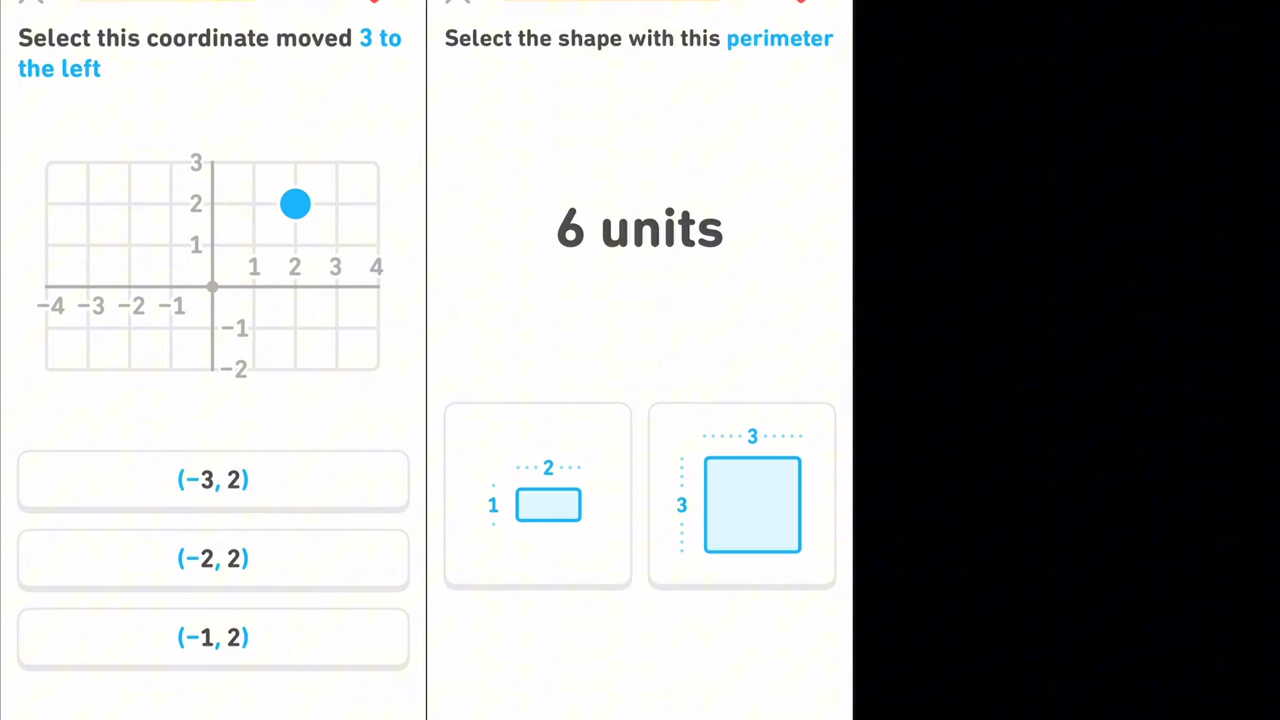 Select this coordinate moved 3 to
the left
3
2
1
1 2 3 4
−4 −3 −2 −1
−1
−2
(−3, 2)
(−2, 2)
(−1, 2)
Select the shape with this perimeter
6 units
2
1
3
3